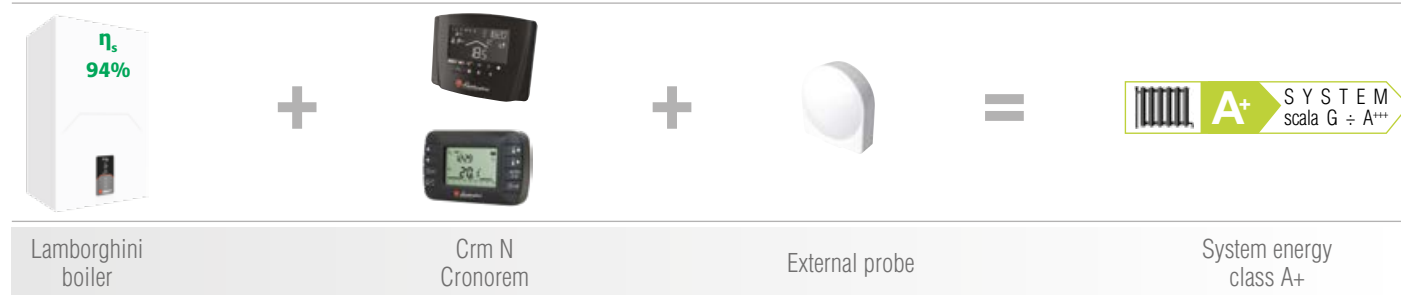 ηs
94%
A+
SYSTEM
scala G ÷ A+++
Lamborghini
boiler
Crm N
Cronorem
External probe
System energy
class A+